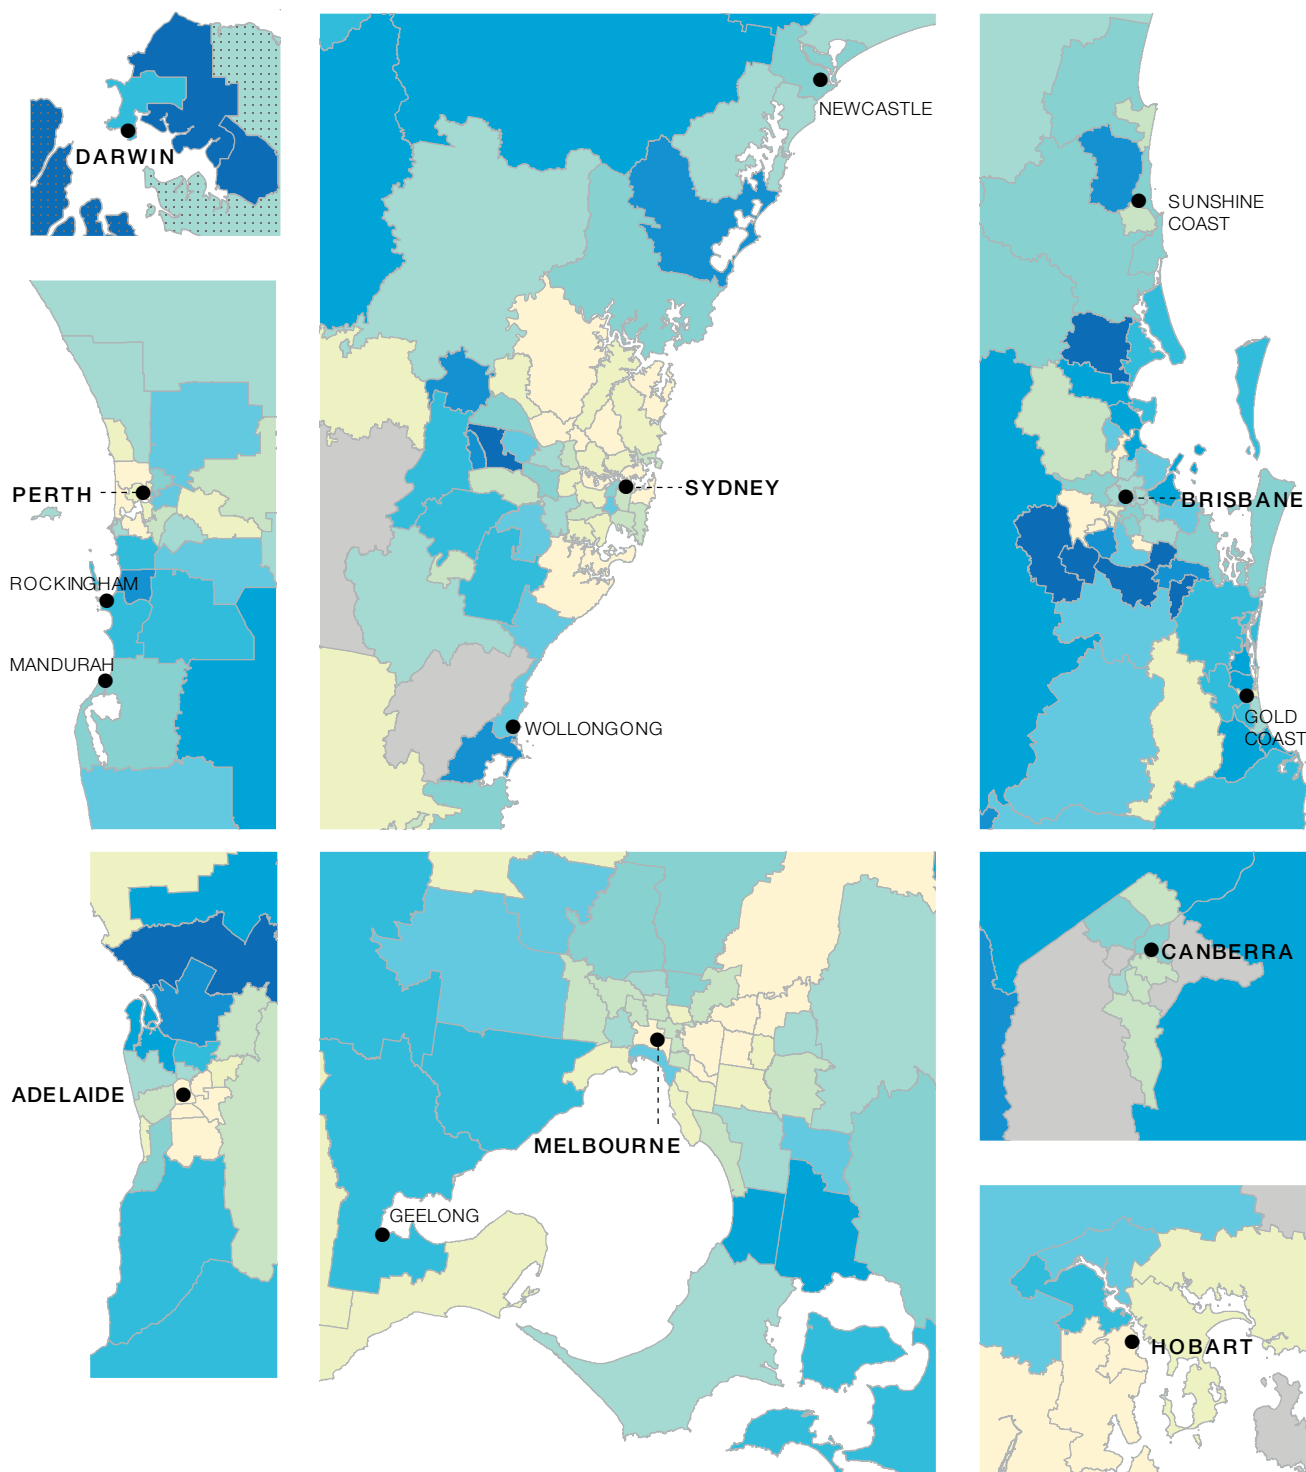 DARWIN
NEWCASTLE
SUNSHINE
COAST
PERTH
SYDNEY
BRISBANE
ROCKINGHAM
MANDURAH
WOLLONGONG
GOLD
COAST
ADELAIDE
MELBOURNE
GEELONG
CANBERRA
HOBART